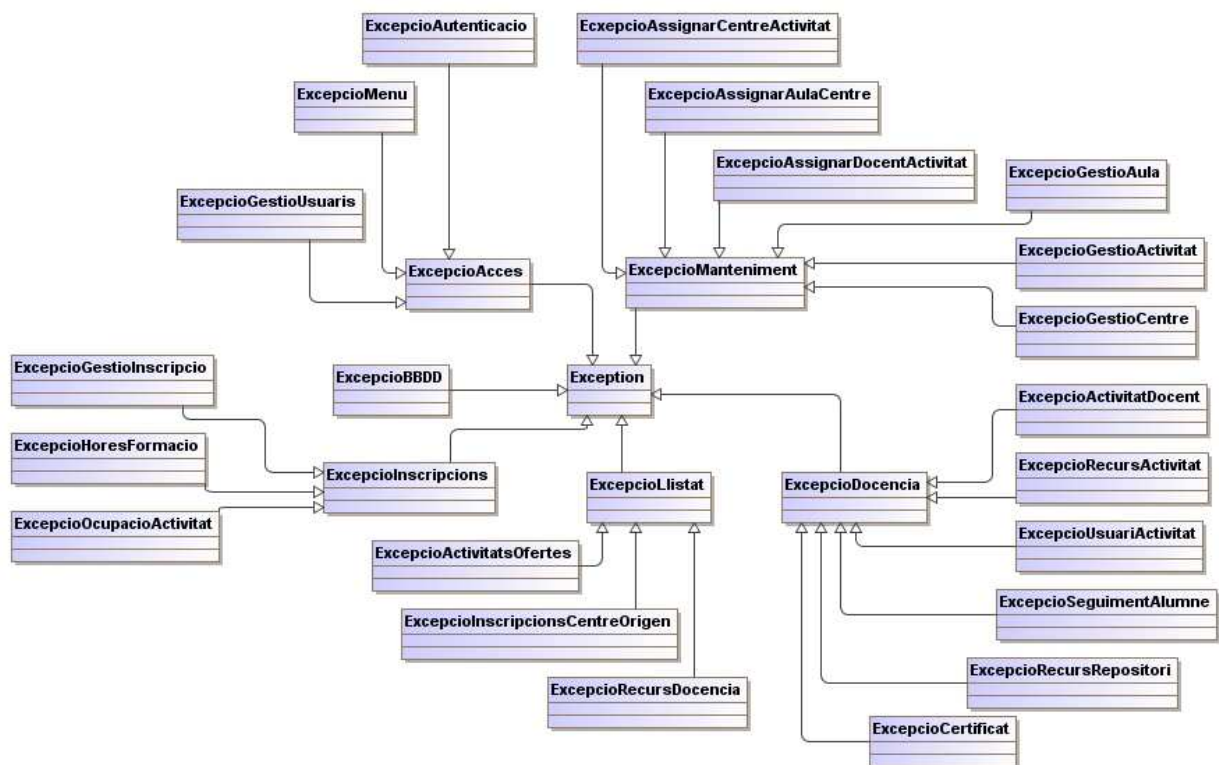 ExcepcioAutenticacio
EcxepcioAssignarCentreActivitat
ExcepcioMenu
ExcepcioAssignarAulaCentre
ExcepcioAssignarDocentActivitat
ExcepcioGestioAula
ExcepcioGestioUsuaris
ExcepcioGestioActivitat
ExcepcioAcces
ExcepcioManteniment
ExcepcioGestioCentre
ExcepcioGestioInscripcio
ExcepcioBBDD
Exception
ExcepcioActivitatDocent
ExcepcioHoresFormacio
ExcepcioInscripcions
ExcepcioLlistat
ExcepcioDocencia
ExcepcioRecursActivitat
ExcepcioOcupacioActivitat
ExcepcioUsuariActivitat
ExcepcioActivitatsOfertes
ExcepcioSeguimentAlumne
ExcepcioInscripcionsCentreOrigen
ExcepcioRecursRepositori
ExcepcioRecursDocencia
ExcepcioCertificat